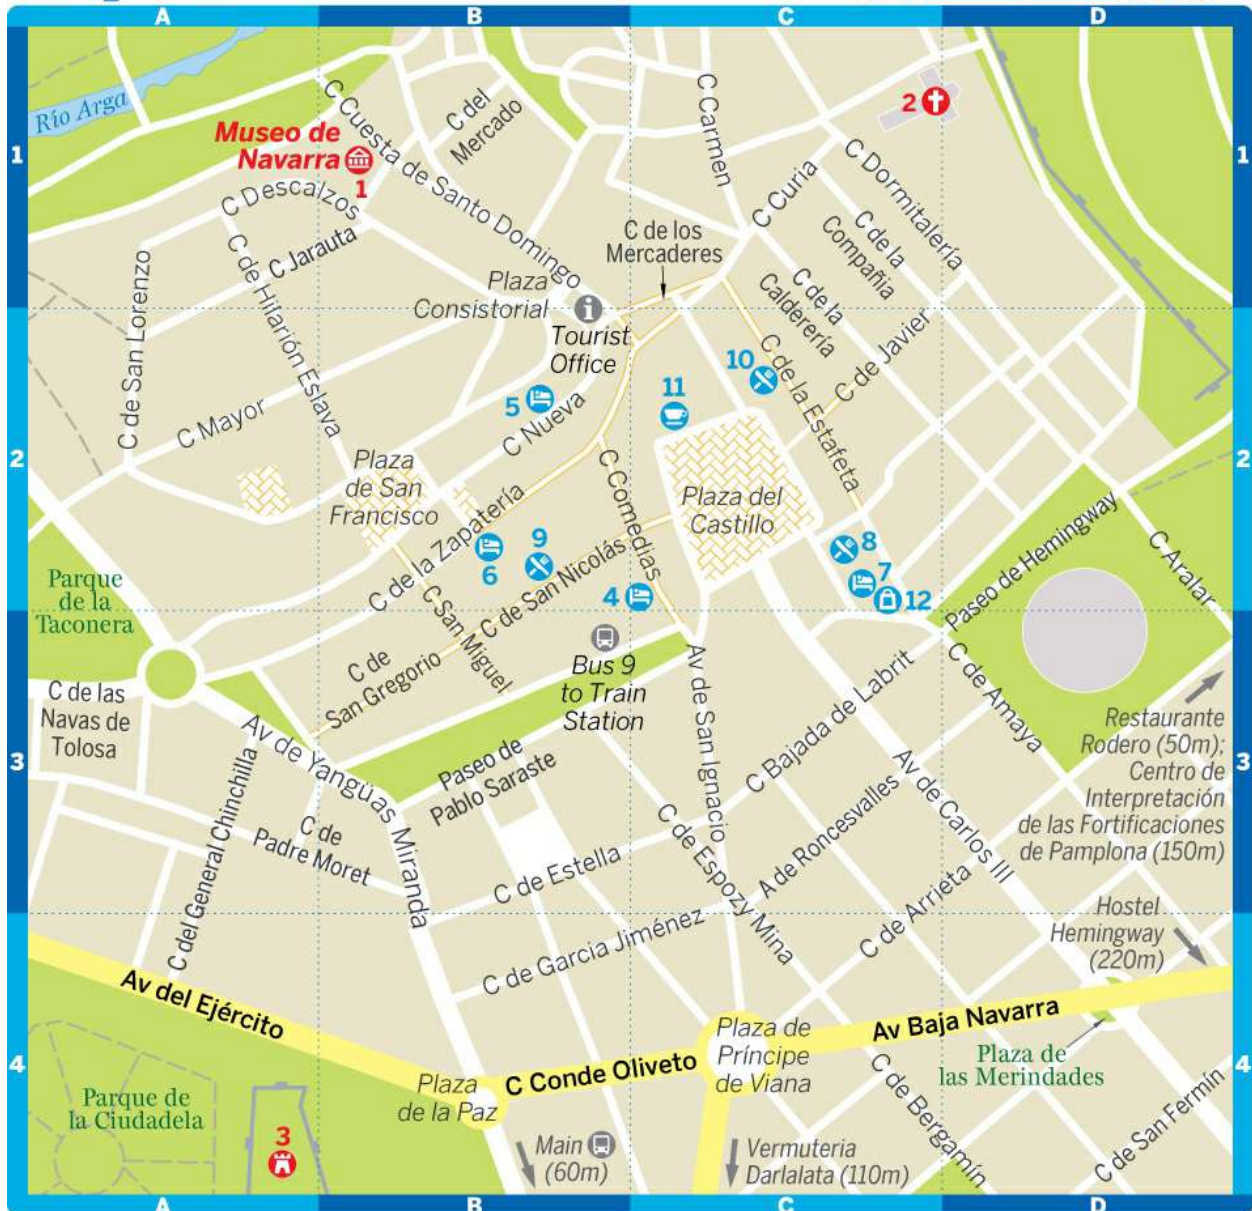 A
B
C
D
1
2
3
4
1
2
3
4
Río Arga
Museo de
Navarra
1
C Cuesta de Santo Domingo
C del
Mercado
C Carmen
2
C Descalzos
C Jarauta
C de Hilarión Eslava
C de San Lorenzo
C Mayor
Plaza
Consistorial
Tourist
Office
C de los
Mercaderes
C Curia
C Dormitalería
C de la
Compañia
C de la
Calderería
C de Javier
C de la Estafeta
10
11
5
C Nueva
Plaza
de San
Francisco
C de la Zapatería
C Comedias
Plaza del
Castillo
6
9
C de San Nicolás
4
8
7
12
Paseo de Hemingway
C Aralar
Parque
de la
Taconera
C San Miguel
C de
San Gregorio
Bus 9
to Train
Station
C de las
Navas de
Tolosa
Av de Yanguas Miranda
Paseo de
Pablo Saraste
Av de San Ignacio
C Bajada de Labrit
C de Amaya
Restaurante
Rodero (50m);
Centro de
Interpretación
de las Fortificaciones
de Pamplona (150m)
C del General Chinchilla
C de
Padre Moret
C de Estella
C de Espoz y Mina
A de Roncesvalles
Av de Carlos III
C de Arrieta
C de Garcia Jiménez
Hostel
Hemingway
(220m)
Av del Ejército
Av Baja Navarra
Plaza de
Príncipe
de Viana
C Conde Oliveto
Plaza de
las Merindades
Plaza
de la Paz
Parque de
la Ciudadela
3
Main
(60m)
Vermuteria
Darlalata (110m)
C de Bergamín
C de San Fermín